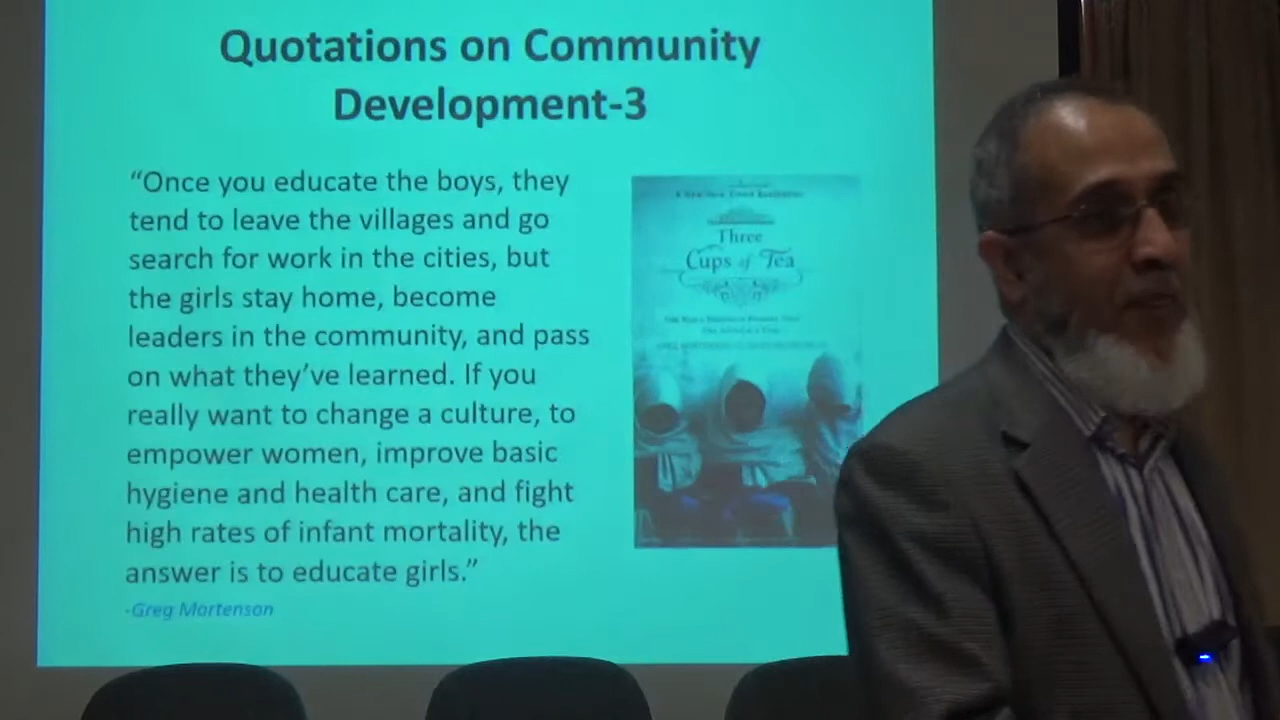 Quotations on Community
Development-3
“Once you educate the boys, they
tend to leave the villages and go
search for work in the cities, but
the girls stay home, become
leaders in the community, and pass
on what they’ve learned. If you
really want to change a culture, to
empower women, improve basic
hygiene and health care, and fight
high rates of infant mortality, the
answer is to educate girls.”
-Greg Mortenson
Three
Cups of Tea